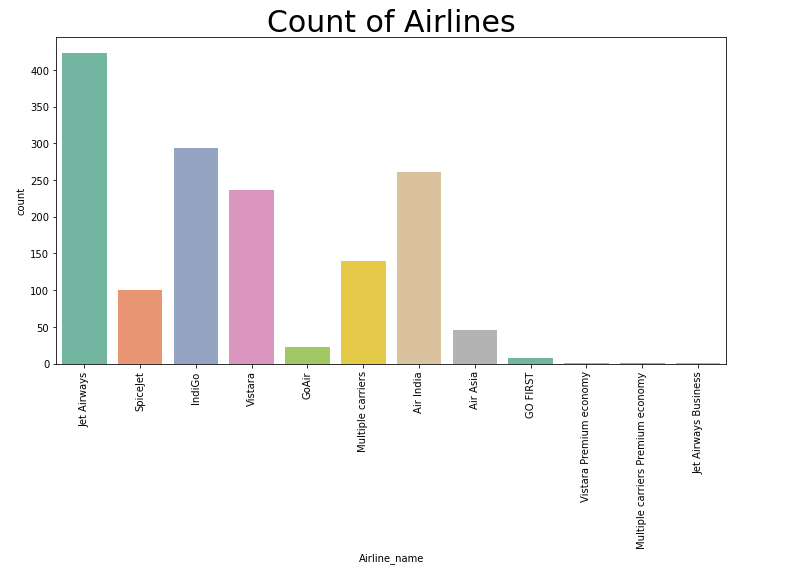 Count of Airlines
400
350
300
250
200
150
100
50
0
count
Jet Airways
SpiceJet
IndiGo
Vistara
GoAir
Multiple carriers
Air India
Air Asia
GO FIRST
Vistara Premium economy
Multiple carriers Premium economy
Jet Airways Business
Airline_name